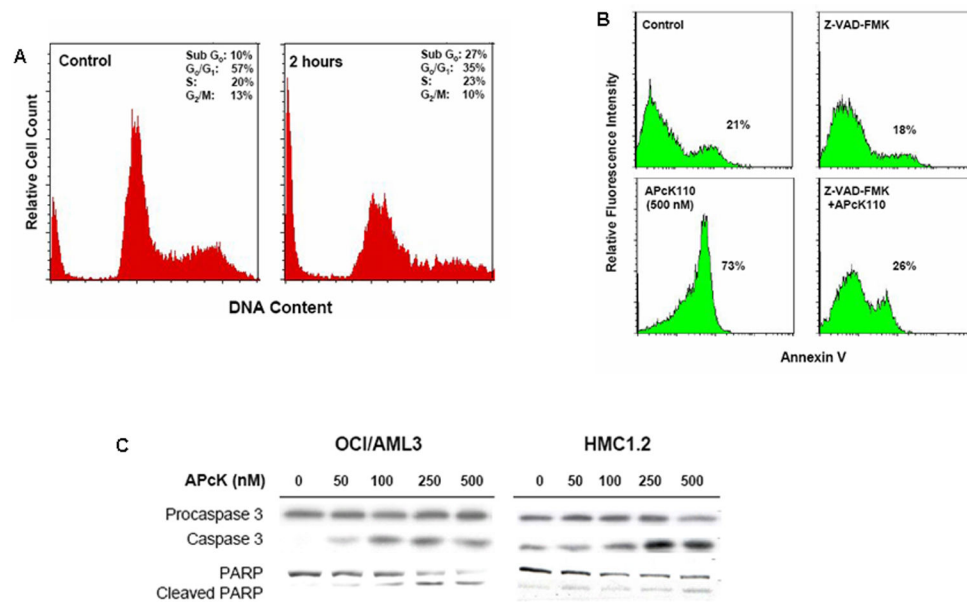 A
Control
Sub G₀: 10%
G₀/G₁: 57%
S: 20%
G₂/M: 13%
2 hours
Sub G₀: 27%
G₀/G₁: 35%
S: 23%
G₂/M: 10%
Relative Cell Count
DNA Content
B
Control
21%
Z-VAD-FMK
18%
APcK110
(500 nM)
73%
Z-VAD-FMK
+APcK110
26%
Relative Fluorescence Intensity
Annexin V
C
OCI/AML3 HMC1.2
APcK (nM) 0 50 100 250 500 0 50 100 250 500
Procaspase 3
Caspase 3
PARP
Cleaved PARP